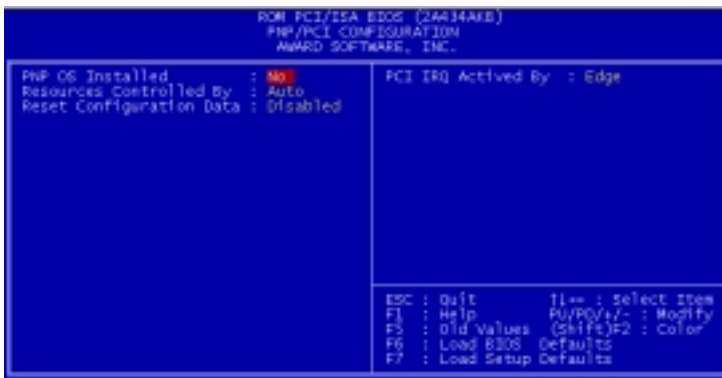 ROM PCI/ISA BIOS (2A434AKB)
PNP/PCI CONFIGURATION
AWARD SOFTWARE, INC.
PNP OS Installed : No
Resources Controlled By : Auto
Reset Configuration Data : Disabled
PCI IRQ Actived By : Edge
ESC : Quit ↑↓→← : Select Item
F1 : Help PU/PD/+/- : Modify
F5 : Old Values (Shift)F2 : Color
F6 : Load BIOS Defaults
F7 : Load Setup Defaults